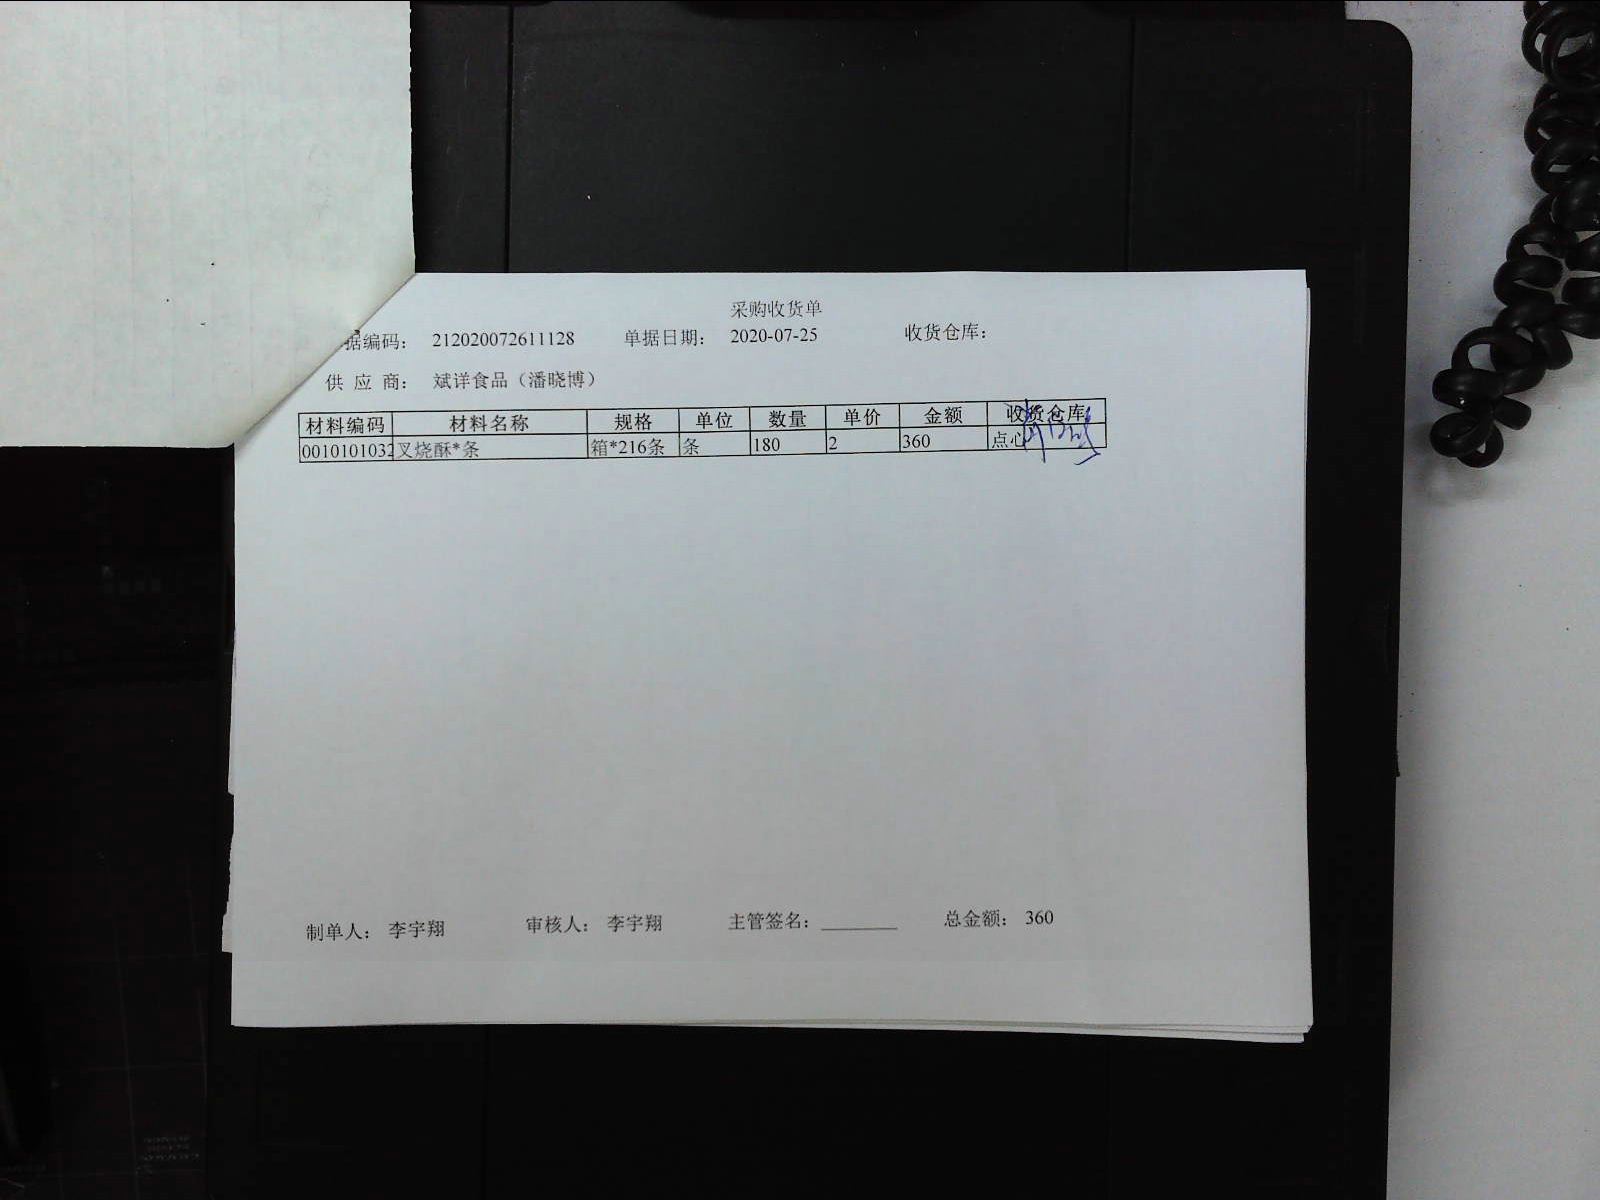 采购收货单
据编码： 212020072611128 单据日期： 2020-07-25 收货仓库：
供 应 商： 斌洋食品（潘晓博）
材料编码 材料名称 规格 单位 数量 单价 金额 收货仓库
0010101032 叉烧酥*条 箱*216条 条 180 2 360 点心
制单人： 李宇翔 审核人： 李宇翔 主管签名： ________ 总金额： 360